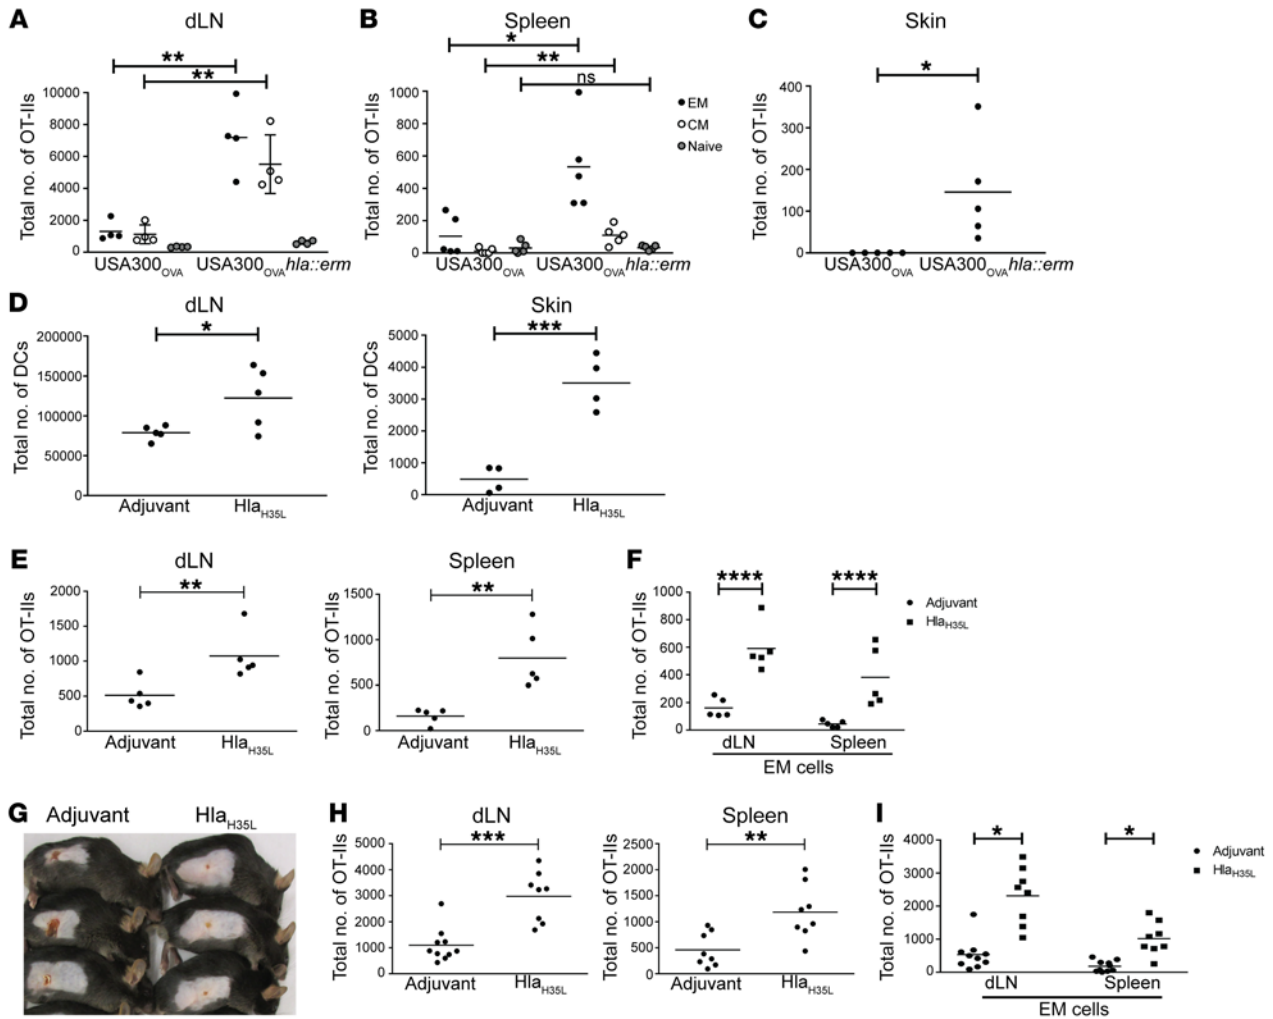 A
dLN
**
**
Total no. of OT-IIs
10000
8000
6000
4000
2000
0
USA300OVA
USA300OVAhla::erm
B
Spleen
*
**
ns
Total no. of OT-IIs
1000
800
600
400
200
0
USA300OVA
USA300OVAhla::erm
EM
CM
Naive
C
Skin
*
Total no. of OT-IIs
400
300
200
100
0
USA300OVA
USA300OVAhla::erm
D
dLN
*
Total no. of DCs
200000
150000
100000
50000
0
Adjuvant
HlaH35L
Skin
***
Total no. of DCs
5000
4000
3000
2000
1000
0
Adjuvant
HlaH35L
E
dLN
**
Total no. of OT-IIs
2000
1500
1000
500
0
Adjuvant
HlaH35L
Spleen
**
Total no. of OT-IIs
1500
1000
500
0
Adjuvant
HlaH35L
F
****
****
Total no. of OT-IIs
1000
800
600
400
200
0
dLN
Spleen
EM cells
Adjuvant
HlaH35L
G
Adjuvant
HlaH35L
H
dLN
***
Total no. of OT-IIs
5000
4000
3000
2000
1000
0
Adjuvant
HlaH35L
Spleen
**
Total no. of OT-IIs
2500
2000
1500
1000
500
0
Adjuvant
HlaH35L
I
*
*
Total no. of OT-IIs
4000
3000
2000
1000
0
dLN
Spleen
EM cells
Adjuvant
HlaH35L